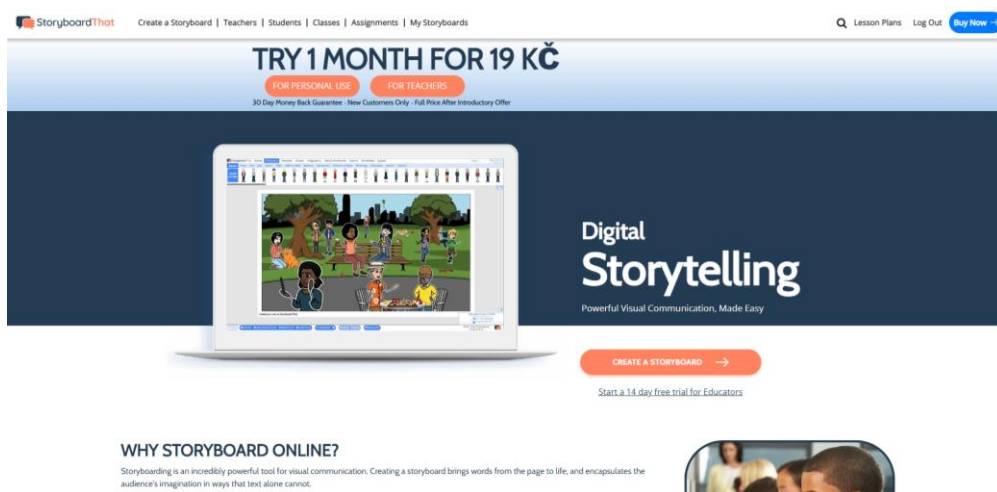 StoryboardThat
Create a Storyboard | Teachers | Students | Classes | Assignments | My Storyboards
Lesson Plans Log Out Buy Now →
TRY 1 MONTH FOR 19 KČ
FOR PERSONAL USE FOR TEACHERS
30 Day Money Back Guarantee - New Customers Only - Full Price After Introductory Offer
Digital
Storytelling
Powerful Visual Communication, Made Easy
CREATE A STORYBOARD →
Start a 14 day free trial for Educators
WHY STORYBOARD ONLINE?
Storyboarding is an incredibly powerful tool for visual communication. Creating a storyboard brings words from the page to life, and encapsulates the
audience's imagination in ways that text alone cannot.